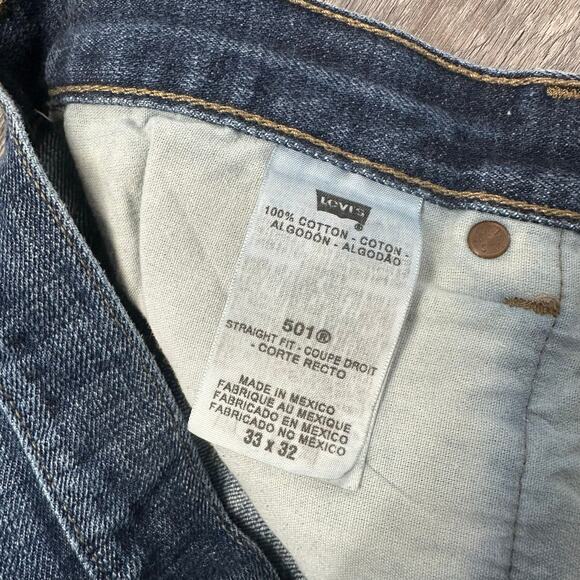 LEVI'S
®
100% COTTON - COTON -
ALGODÓN - ALGODÃO
501®
STRAIGHT FIT - COUPE DROIT
- CORTE RECTO
MADE IN MEXICO
FABRIQUE AU MEXIQUE
FABRICADO EN MEXICO
FABRICADO NO MÉXICO
33 x 32